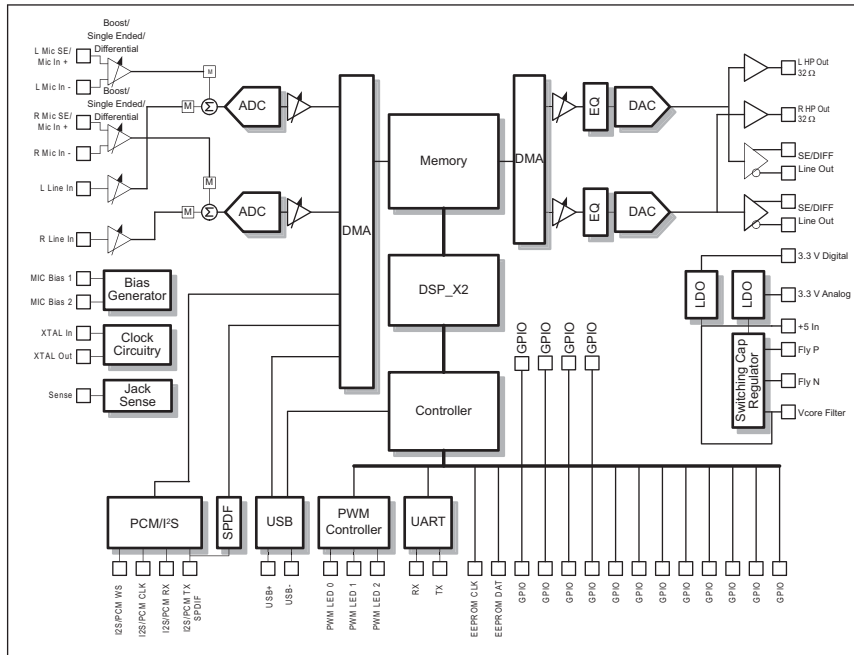 Boost/
Single Ended/
Differential
L Mic SE/
Mic In +
L Mic In -
Boost/
Single Ended/
Differential
R Mic SE/
Mic In +
R Mic In -
L Line In
R Line In
M
M
Σ
ADC
M
M
Σ
ADC
DMA
Memory
DMA
EQ
DAC
EQ
DAC
L HP Out
32 Ω
R HP Out
32 Ω
SE/DIFF
Line Out
SE/DIFF
Line Out
MIC Bias 1
MIC Bias 2
Bias
Generator
XTAL In
XTAL Out
Clock
Circuitry
Sense
Jack
Sense
DSP_X2
Controller
GPIO
GPIO
GPIO
GPIO
LDO
LDO
Switching Cap
Regulator
3.3 V Digital
3.3 V Analog
+5 In
Fly P
Fly N
Vcore Filter
PCM/I²S
SPDF
USB
PWM
Controller
UART
I2S/PCM WS
I2S/PCM CLK
I2S/PCM RX
I2S/PCM TX
SPDIF
USB+
USB-
PWM LED 0
PWM LED 1
PWM LED 2
RX
TX
EEPROM CLK
EEPROM DAT
GPIO
GPIO
GPIO
GPIO
GPIO
GPIO
GPIO
GPIO
GPIO
GPIO
GPIO
GPIO